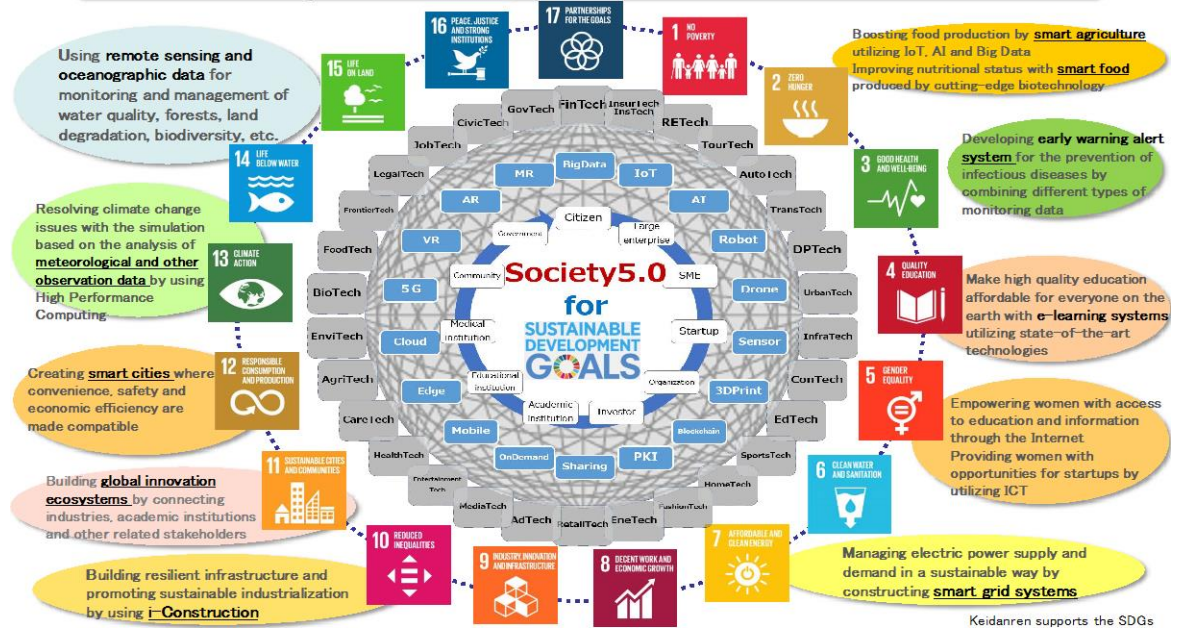 17 PARTNERSHIPS
FOR THE GOALS
16 PEACE, JUSTICE
AND STRONG
INSTITUTIONS
1 NO
POVERTY
15 LIFE
ON LAND
2 ZERO
HUNGER
14 LIFE
BELOW WATER
3 GOOD HEALTH
AND WELL-BEING
13 CLIMATE
ACTION
4 QUALITY
EDUCATION
12 RESPONSIBLE
CONSUMPTION
AND PRODUCTION
5 GENDER
EQUALITY
11 SUSTAINABLE CITIES
AND COMMUNITIES
6 CLEAN WATER
AND SANITATION
10 REDUCED
INEQUALITIES
9 INDUSTRY, INNOVATION
AND INFRASTRUCTURE
8 DECENT WORK AND
ECONOMIC GROWTH
7 AFFORDABLE AND
CLEAN ENERGY
Using remote sensing and
oceanographic data for
monitoring and management of
water quality, forests, land
degradation, biodiversity, etc.
Resolving climate change
issues with the simulation
based on the analysis of
meteorological and other
observation data by using
High Performance
Computing
Creating smart cities where
convenience, safety and
economic efficiency are
made compatible
Building global innovation
ecosystems by connecting
industries, academic institutions
and other related stakeholders
Building resilient infrastructure and
promoting sustainable industrialization
by using i-Construction
Boosting food production by smart agriculture
utilizing IoT, AI and Big Data
Improving nutritional status with smart food
produced by cutting-edge biotechnology
Developing early warning alert
system for the prevention of
infectious diseases by
combining different types of
monitoring data
Make high quality education
affordable for everyone on the
earth with e-learning systems
utilizing state-of-the-art
technologies
Empowering women with access
to education and information
through the Internet
Providing women with
opportunities for startups by
utilizing ICT
Managing electric power supply and
demand in a sustainable way by
constructing smart grid systems
FinTech
InsurTech
InsTech
RETech
TourTech
AutoTech
TransTech
DPTech
UrbanTech
InfraTech
ConTech
EdTech
SportsTech
HomeTech
FashionTech
EneTech
RetailTech
AdTech
MediaTech
Entertainment
Tech
HealthTech
CareTech
AgriTech
EnviTech
BioTech
FoodTech
FrontierTech
LegalTech
JobTech
CivicTech
GovTech
BigData
IoT
AI
Robot
Drone
Sensor
3DPrint
Blockchain
PKI
Sharing
OnDemand
Mobile
Edge
Cloud
5G
VR
AR
MR
Citizen
Large
enterprise
SME
Startup
Organization
Investor
Academic
Institution
Educational
institution
Medical
institution
Community
Government
Society5.0
for
SUSTAINABLE
DEVELOPMENT
GOALS
Keidanren supports the SDGs